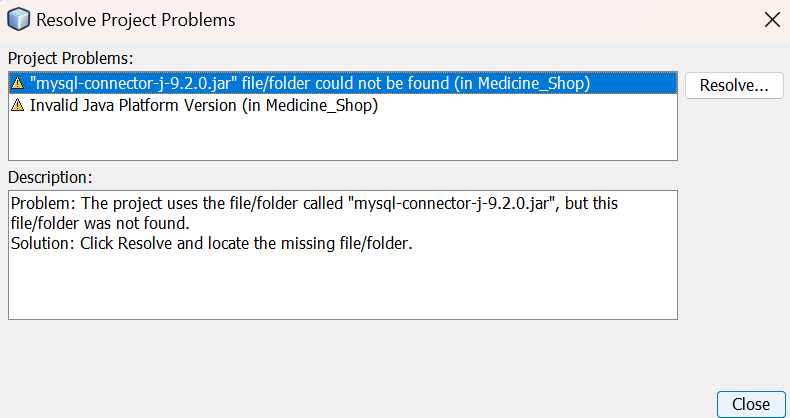 Resolve Project Problems
Project Problems:
"mysql-connector-j-9.2.0.jar" file/folder could not be found (in Medicine_Shop)
Resolve...
Invalid Java Platform Version (in Medicine_Shop)
Description:
Problem: The project uses the file/folder called "mysql-connector-j-9.2.0.jar", but this
file/folder was not found.
Solution: Click Resolve and locate the missing file/folder.
Close